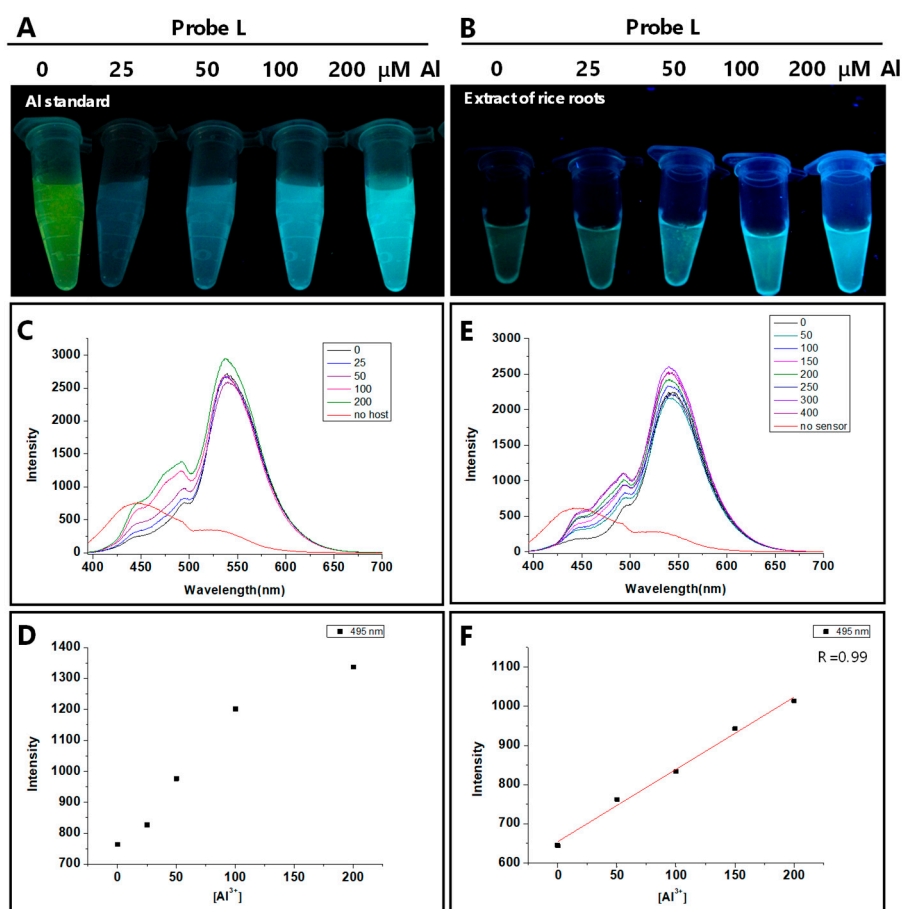 A
Probe L
0 25 50 100 200 μM Al
Al standard
B
Probe L
0 25 50 100 200 μM Al
Extract of rice roots
C
3000
2500
2000
1500
1000
500
0
Intensity
400 450 500 550 600 650 700
Wavelength(nm)
0
25
50
100
200
no host
E
3000
2500
2000
1500
1000
500
0
Intensity
400 450 500 550 600 650 700
Wavelength(nm)
0
50
100
150
200
250
300
400
no sensor
D
495 nm
1400
1300
1200
1100
1000
900
800
700
Intensity
0 50 100 150 200
[Al³⁺]
F
495 nm
R =0.99
1100
1000
900
800
700
600
Intensity
0 50 100 150 200
[Al³⁺]